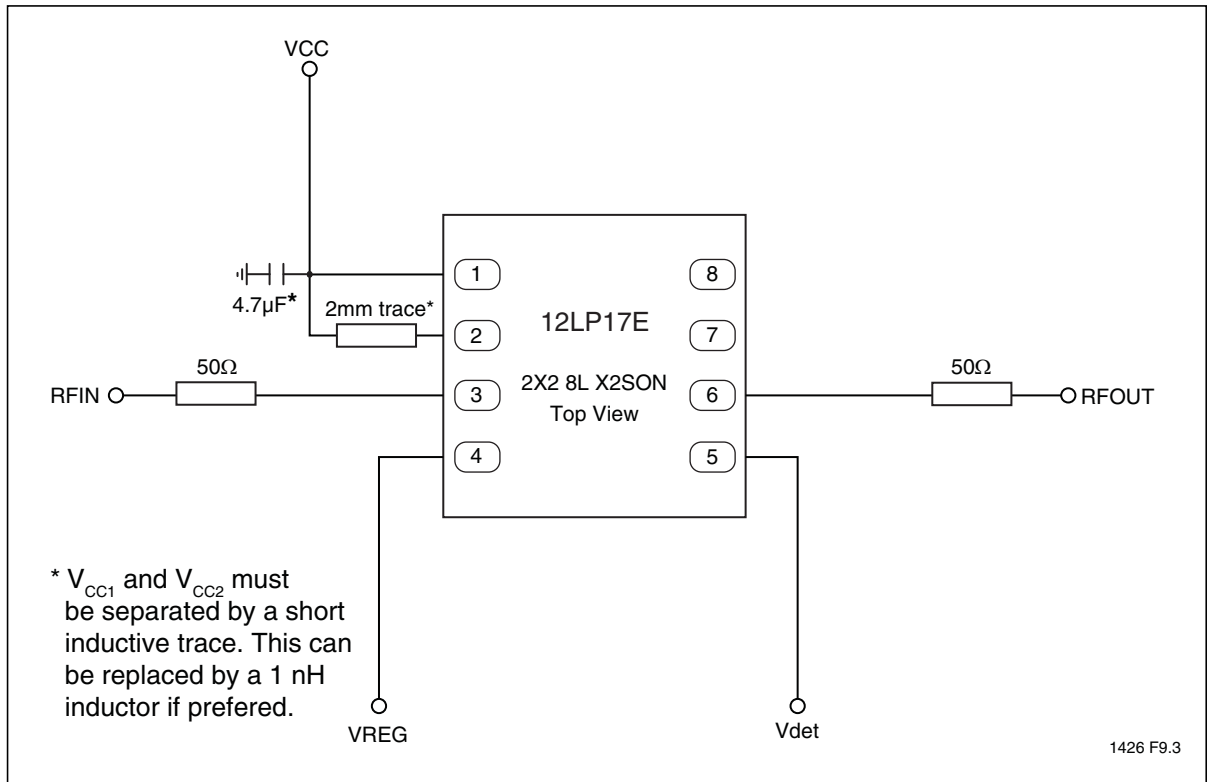 VCC
4.7µF*
2mm trace*
1
2
3
4
8
7
6
5
12LP17E
2X2 8L X2SON
Top View
RFIN
50Ω
50Ω
RFOUT
* VCC1 and VCC2 must
be separated by a short
inductive trace. This can
be replaced by a 1 nH
inductor if prefered.
VREG
Vdet
1426 F9.3